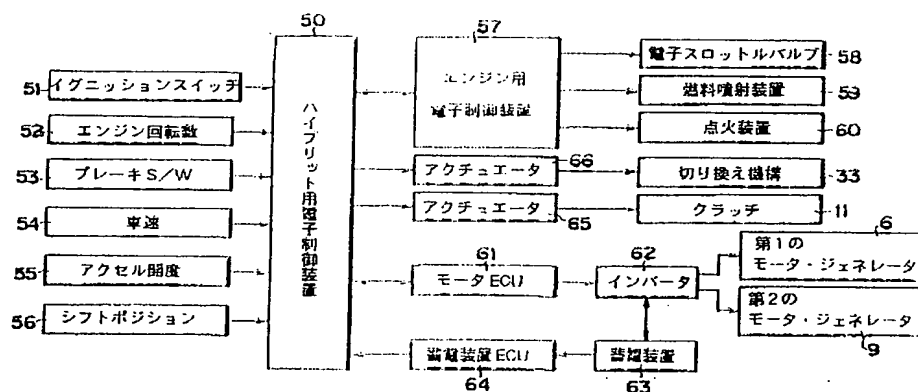 50
51
イグニッションスイッチ
52
エンジン回転数
53
ブレーキS/W
54
車速
55
アクセル開度
56
シフトポジション
ハイブリット用電子制御装置
57
エンジン用
電子制御装置
電子スロットルバルブ
58
燃料噴射装置
59
点火装置
60
アクチュエータ
66
切り換え機構
33
アクチュエータ
65
クラッチ
11
61
モータECU
62
インバータ
6
第1の
モータ・ジェネレータ
第2の
モータ・ジェネレータ
9
蓄電装置ECU
64
蓄電装置
63